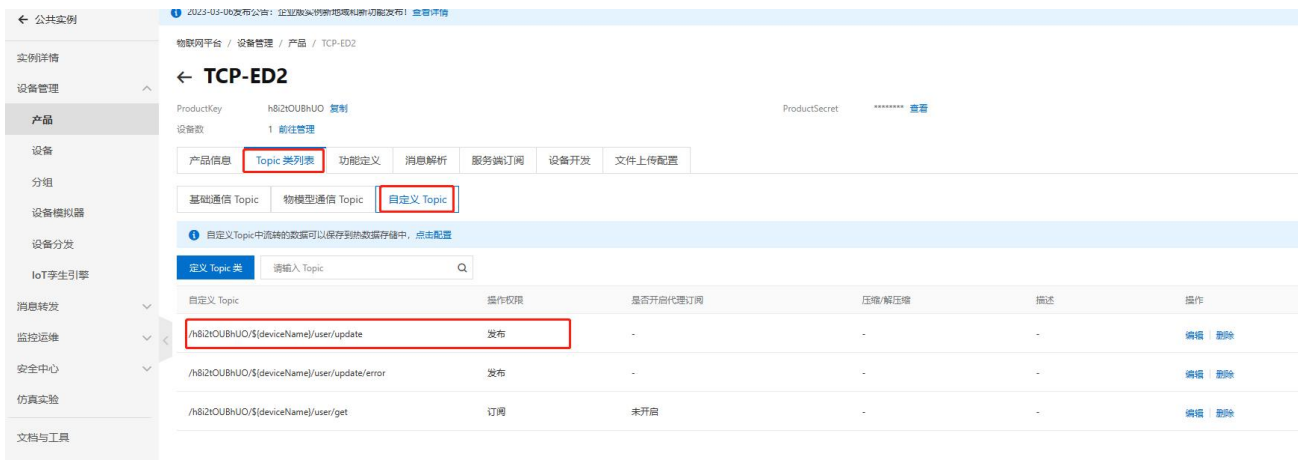 ← 公共实例
2023-03-06发布公告：企业版实例新地域和新功能发布！查看详情
实例详情
设备管理
产品
设备
分组
设备模拟器
设备分发
IoT孪生引擎
消息转发
监控运维
安全中心
仿真实验
文档与工具
物联网平台 / 设备管理 / 产品 / TCP-ED2
← TCP-ED2
ProductKey h8i2tOUBhUO 复制 ProductSecret ******** 查看
设备数 1 前往管理
产品信息 Topic 类列表 功能定义 消息解析 服务端订阅 设备开发 文件上传配置
基础通信 Topic 物模型通信 Topic 自定义 Topic
自定义Topic中流转的数据可以保存到热数据存储中，点击配置
定义 Topic 类 请输入 Topic
自定义 Topic 操作权限 是否开启代理订阅 压缩/解压缩 描述 操作
/h8i2tOUBhUO/${deviceName}/user/update 发布 - - - 编辑 删除
/h8i2tOUBhUO/${deviceName}/user/update/error 发布 - - - 编辑 删除
/h8i2tOUBhUO/${deviceName}/user/get 订阅 未开启 - - 编辑 删除